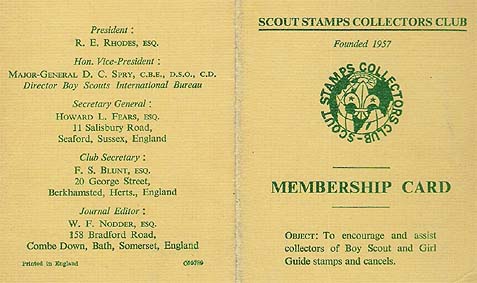 President :
R. E. RHODES, ESQ.
Hon. Vice-President :
MAJOR-GENERAL D. C. SPRY, C.B.E., D.S.O., C.D.
Director Boy Scouts International Bureau
Secretary General :
HOWARD L. FEARS, ESQ.
11 Salisbury Road,
Seaford, Sussex, England
Club Secretary :
F. S. BLUNT, ESQ.
20 George Street,
Berkhamsted, Herts., England
Journal Editor :
W. F. NODDER, ESQ.
158 Bradford Road,
Combe Down, Bath, Somerset, England
Printed in England
SCOUT STAMPS COLLECTORS CLUB
Founded 1957
SCOUT STAMPS COLLECTORS CLUB
MEMBERSHIP CARD
OBJECT: To encourage and assist
collectors of Boy Scout and Girl
Guide stamps and cancels.